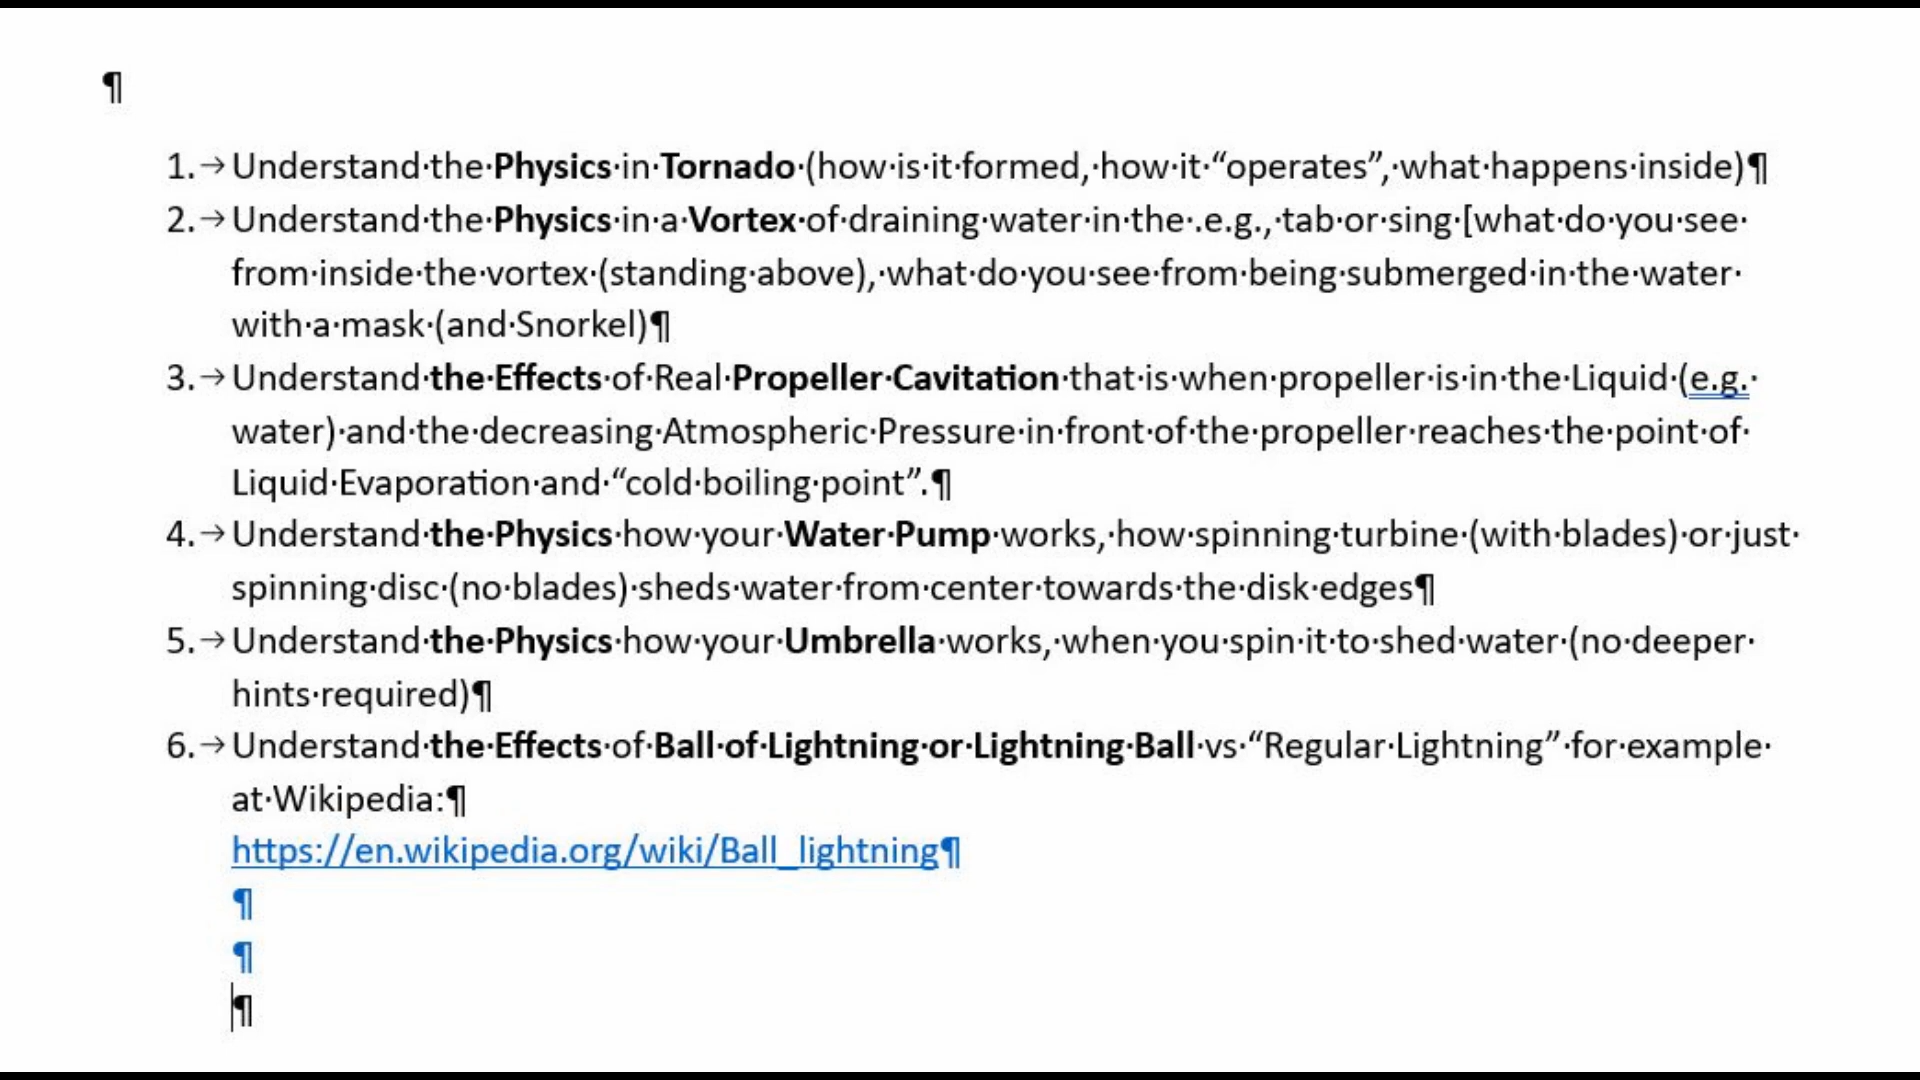 ¶
1.→Understand·the·Physics·in·Tornado·(how·is·it·formed,·how·it·“operates”,·what·happens·inside)¶
2.→Understand·the·Physics·in·a·Vortex·of·draining·water·in·the·.e.g.,·tab·or·sing·[what·do·you·see·
from·inside·the·vortex·(standing·above),·what·do·you·see·from·being·submerged·in·the·water·
with·a·mask·(and·Snorkel)¶
3.→Understand·the·Effects·of·Real·Propeller·Cavitation·that·is·when·propeller·is·in·the·Liquid·(e.g.·
water)·and·the·decreasing·Atmospheric·Pressure·in·front·of·the·propeller·reaches·the·point·of·
Liquid·Evaporation·and·“cold·boiling·point”.¶
4.→Understand·the·Physics·how·your·Water·Pump·works,·how·spinning·turbine·(with·blades)·or·just·
spinning·disc·(no·blades)·sheds·water·from·center·towards·the·disk·edges¶
5.→Understand·the·Physics·how·your·Umbrella·works,·when·you·spin·it·to·shed·water·(no·deeper·
hints·required)¶
6.→Understand·the·Effects·of·Ball·of·Lightning·or·Lightning·Ball·vs·“Regular·Lightning”·for·example·
at·Wikipedia:¶
https://en.wikipedia.org/wiki/Ball_lightning¶
¶
¶
¶